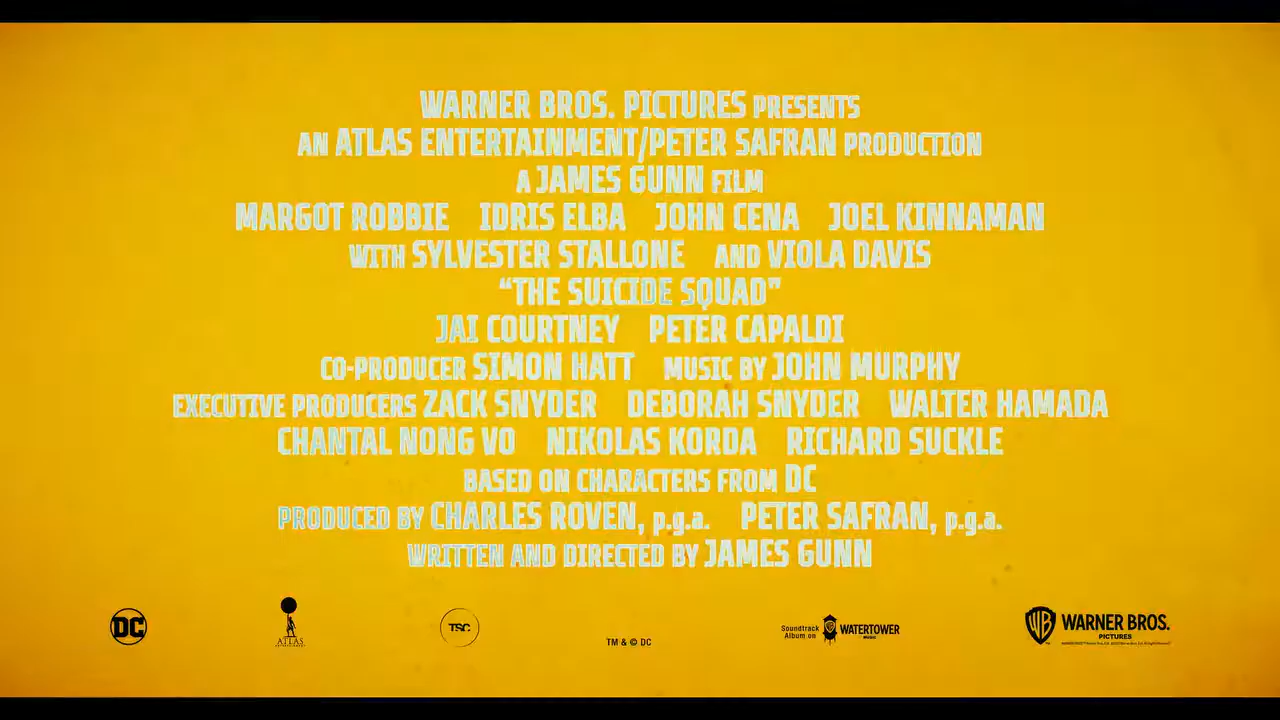 WARNER BROS. PICTURES PRESENTS
AN ATLAS ENTERTAINMENT/PETER SAFRAN PRODUCTION
A JAMES GUNN FILM
MARGOT ROBBIE IDRIS ELBA JOHN CENA JOEL KINNAMAN
WITH SYLVESTER STALLONE AND VIOLA DAVIS
"THE SUICIDE SQUAD"
JAI COURTNEY PETER CAPALDI
CO-PRODUCER SIMON HATT MUSIC BY JOHN MURPHY
EXECUTIVE PRODUCERS ZACK SNYDER DEBORAH SNYDER WALTER HAMADA
CHANTAL NONG VO NIKOLAS KORDA RICHARD SUCKLE
BASED ON CHARACTERS FROM DC
PRODUCED BY CHARLES ROVEN, p.g.a. PETER SAFRAN, p.g.a.
WRITTEN AND DIRECTED BY JAMES GUNN
DC
ATLAS
ENTERTAINMENT
TSC
TM & © DC
Soundtrack
Album on
WATERTOWER
MUSIC
WB
WARNER BROS.
PICTURES